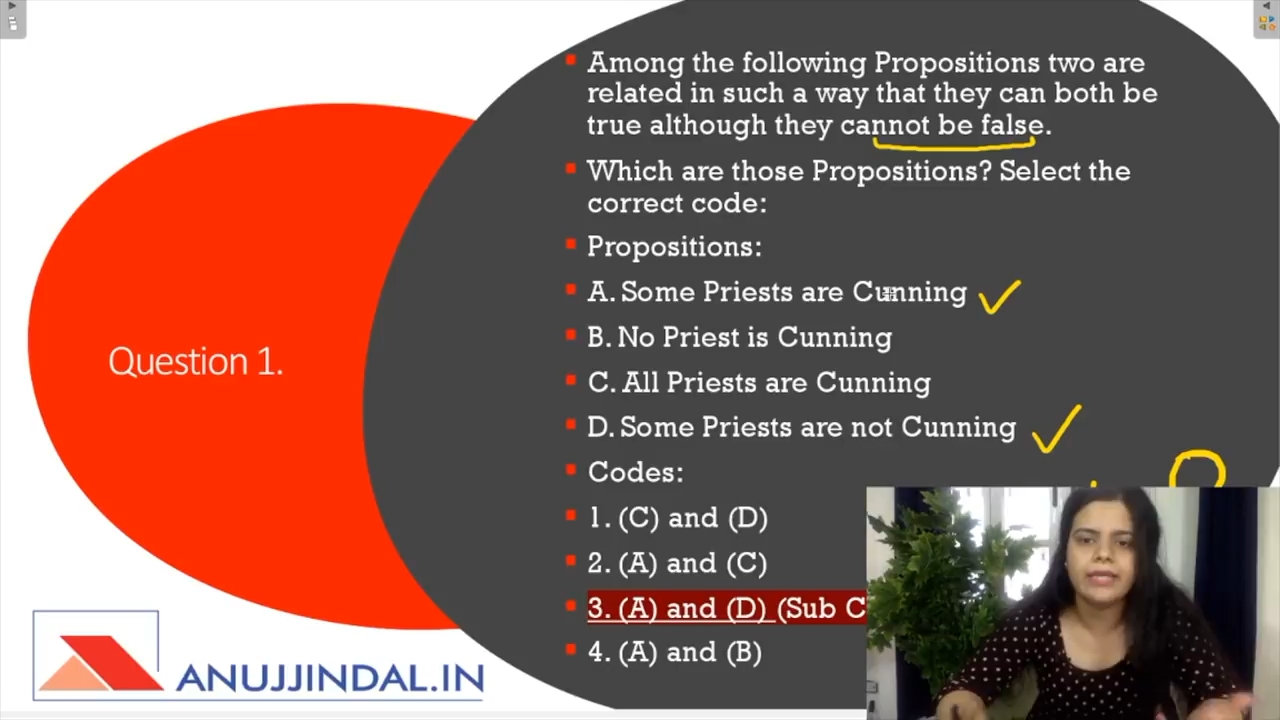 Among the following Propositions two are
related in such a way that they can both be
true although they cannot be false.
Which are those Propositions? Select the
correct code:
Propositions:
A. Some Priests are Cunning
B. No Priest is Cunning
C. All Priests are Cunning
D. Some Priests are not Cunning
Codes:
1. (C) and (D)
2. (A) and (C)
3. (A) and (D) (Sub C
4. (A) and (B)
Question 1.
ANUJJINDAL.IN